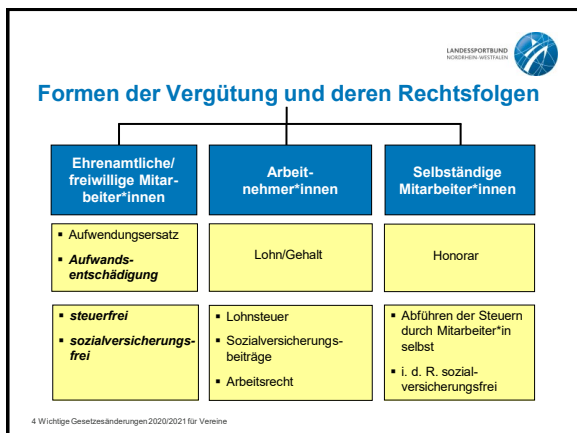 LANDESSPORTBUND
NORDRHEIN-WESTFALEN
Formen der Vergütung und deren Rechtsfolgen
Ehrenamtliche/
freiwillige Mitar-
beiter*innen
Arbeit-
nehmer*innen
Selbständige
Mitarbeiter*innen
▪ Aufwendungsersatz
▪ Aufwands-
entschädigung
Lohn/Gehalt
Honorar
▪ steuerfrei
▪ sozialversicherungs-
frei
▪ Lohnsteuer
▪ Sozialversicherungs-
beiträge
▪ Arbeitsrecht
▪ Abführen der Steuern
durch Mitarbeiter*in
selbst
▪ i. d. R. sozial-
versicherungsfrei
4 Wichtige Gesetzesänderungen 2020/2021 für Vereine